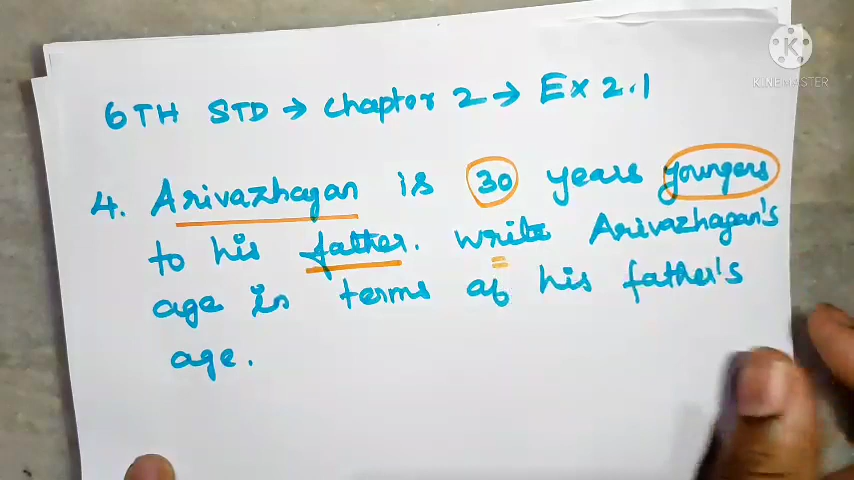 KINEMASTER
6TH STD → chapter 2 → Ex 2.1
4. Arivazhagan is 30 years youngers
to his father. write Arivazhagan's
age in terms of his father's
age.